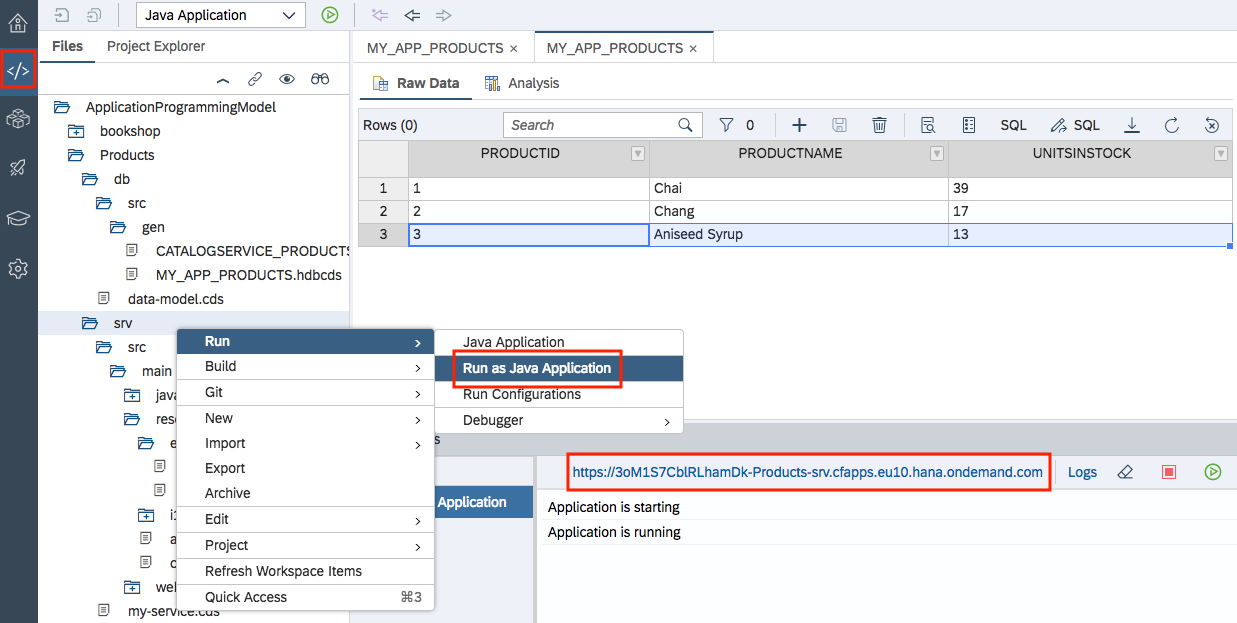 Java Application
Files Project Explorer
ApplicationProgrammingModel
bookshop
Products
db
src
gen
CATALOGSERVICE_PRODUCTS
MY_APP_PRODUCTS.hdbcds
data-model.cds
srv
src
main
my-service.cds
MY_APP_PRODUCTS × MY_APP_PRODUCTS ×
Raw Data Analysis
Rows (0) Search 0 SQL SQL
PRODUCTID PRODUCTNAME UNITSINSTOCK
1 1 Chai 39
2 2 Chang 17
3 3 Aniseed Syrup 13
Run
Build
Git
New
Import
Export
Archive
Edit
Project
Refresh Workspace Items
Quick Access ⌘3
Java Application
Run as Java Application
Run Configurations
Debugger
https://3oM1S7CblRLhamDk-Products-srv.cfapps.eu10.hana.ondemand.com Logs
Application
Application is starting
Application is running